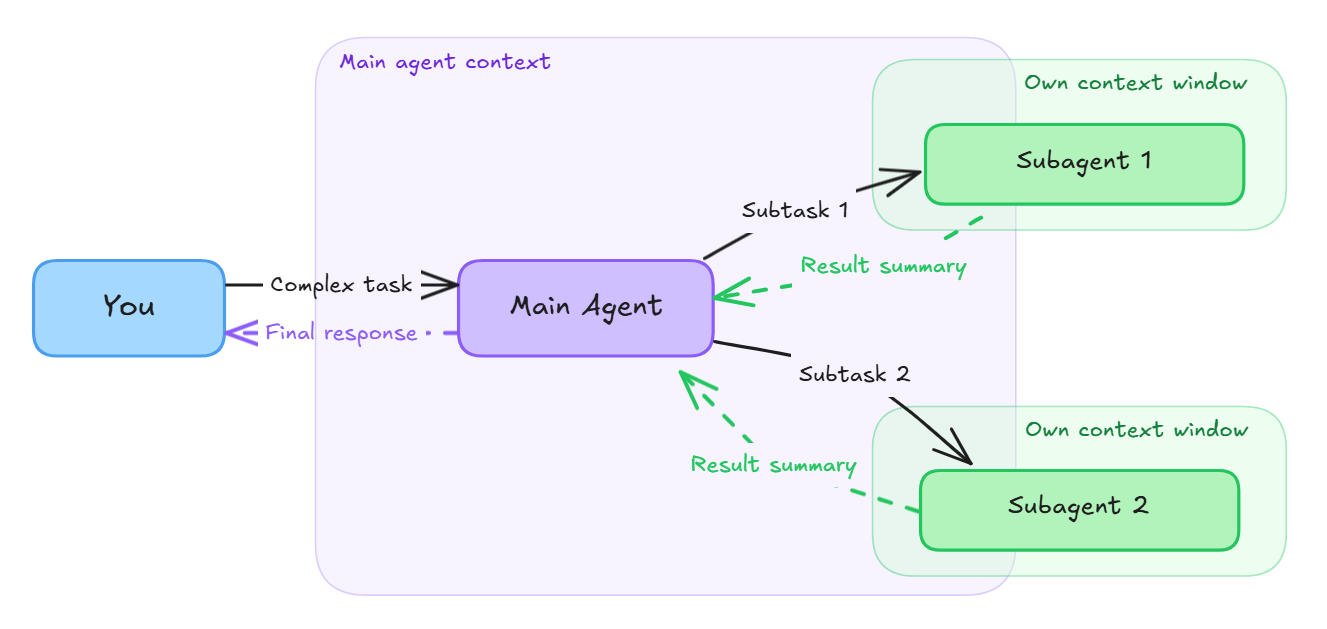 Main agent context
Own context window
Subagent 1
Subtask 1
Result summary
You
Complex task
Main Agent
Final response
Subtask 2
Own context window
Result summary
Subagent 2